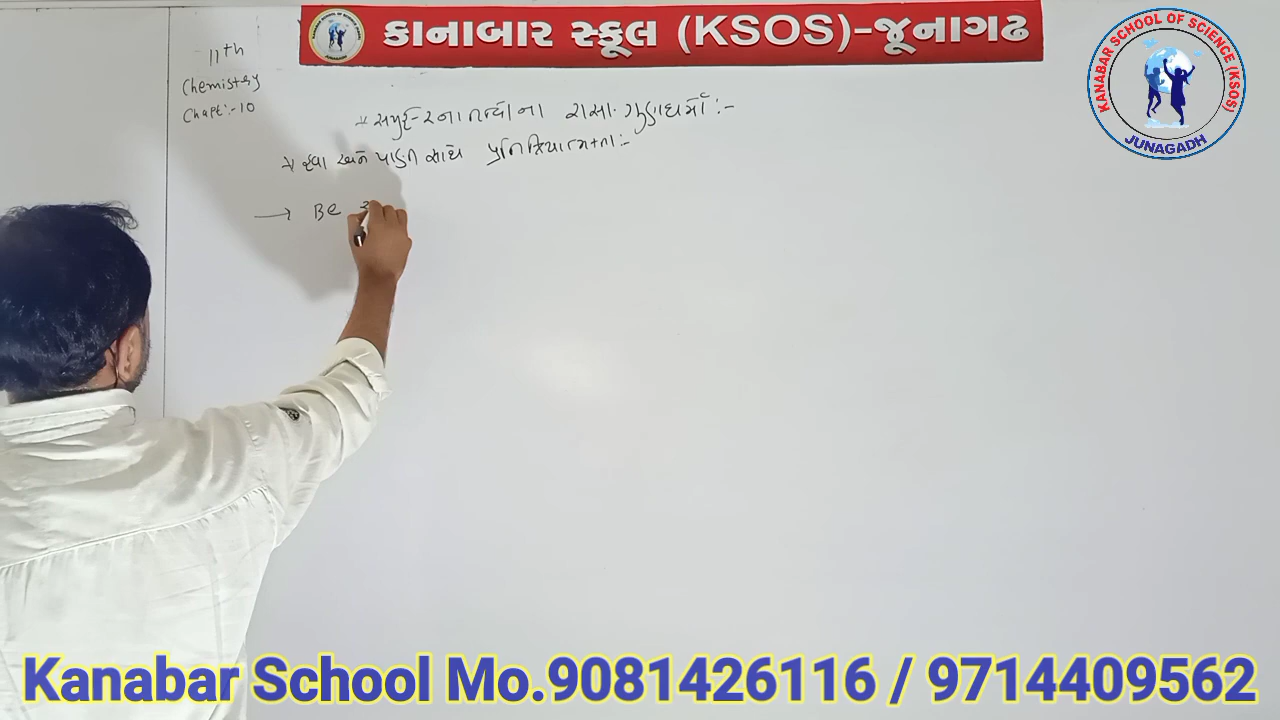 કાનાબાર સ્કૂલ (KSOS)-જૂનાગઢ
KANABAR SCHOOL OF SCIENCE (KSOS)
JUNAGADH
11th
Chemistry
Chapt:-10
* સમૂહ-2ના તત્વોના રાસા. ગુણધર્મો:-
* હવા અને પાણી સાથે પ્રતિક્રિયાત્મકતા:-
→ Be
Kanabar School Mo.9081426116 / 9714409562